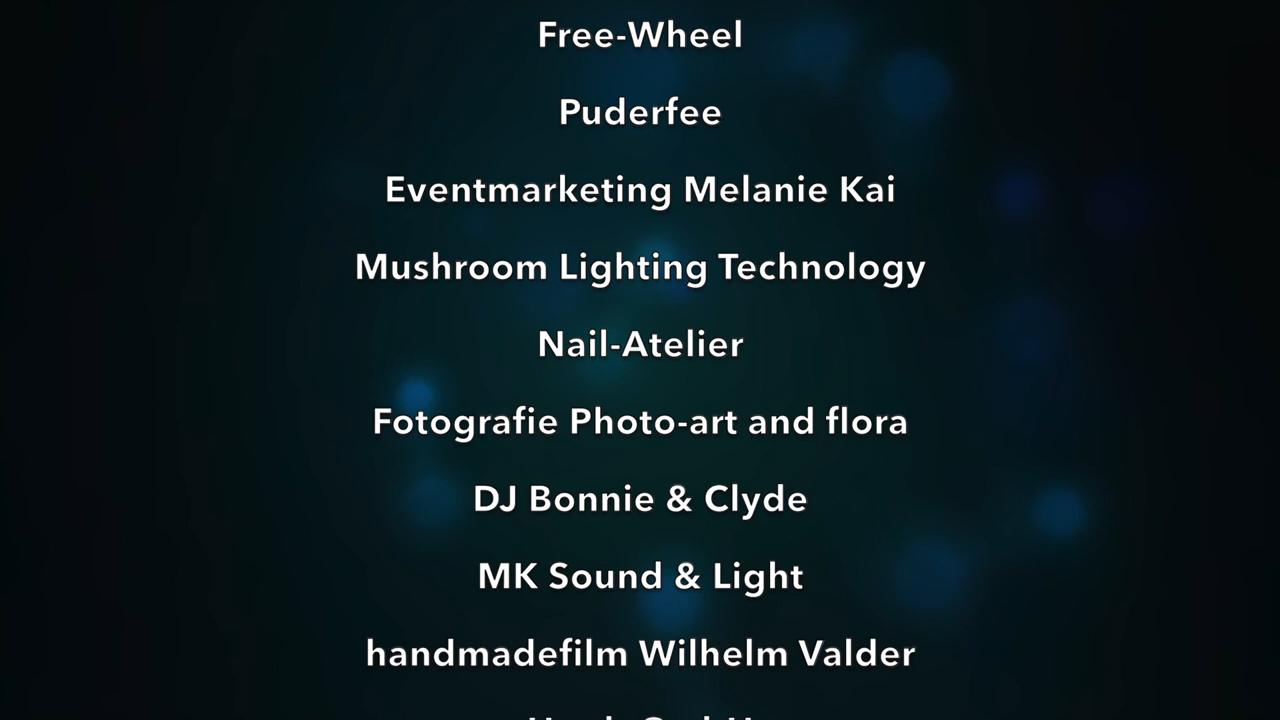 Free-Wheel
Puderfee
Eventmarketing Melanie Kai
Mushroom Lighting Technology
Nail-Atelier
Fotografie Photo-art and flora
DJ Bonnie & Clyde
MK Sound & Light
handmadefilm Wilhelm Valder